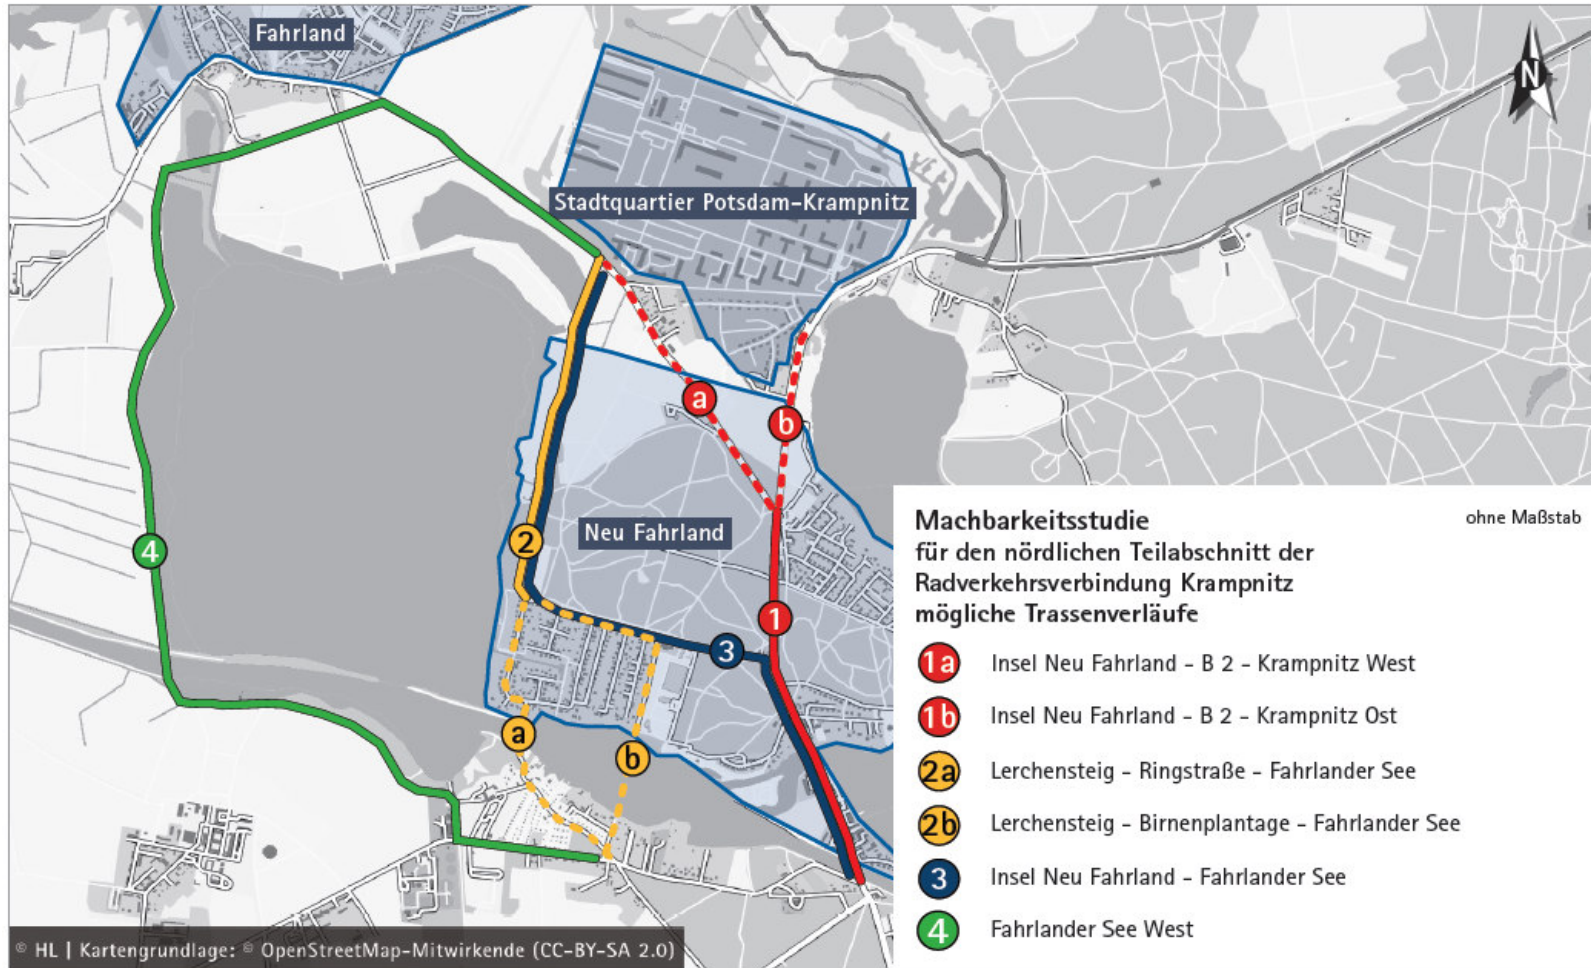 Fahrland
N
Stadtquartier Potsdam-Krampnitz
a
b
2
Neu Fahrland
4
1
3
a
b
Machbarkeitsstudie
ohne Maßstab
für den nördlichen Teilabschnitt der
Radverkehrsverbindung Krampnitz
mögliche Trassenverläufe
1a Insel Neu Fahrland - B 2 - Krampnitz West
1b Insel Neu Fahrland - B 2 - Krampnitz Ost
2a Lerchensteig - Ringstraße - Fahrlander See
2b Lerchensteig - Birnenplantage - Fahrlander See
3 Insel Neu Fahrland - Fahrlander See
4 Fahrlander See West
© HL | Kartengrundlage: © OpenStreetMap-Mitwirkende (CC-BY-SA 2.0)